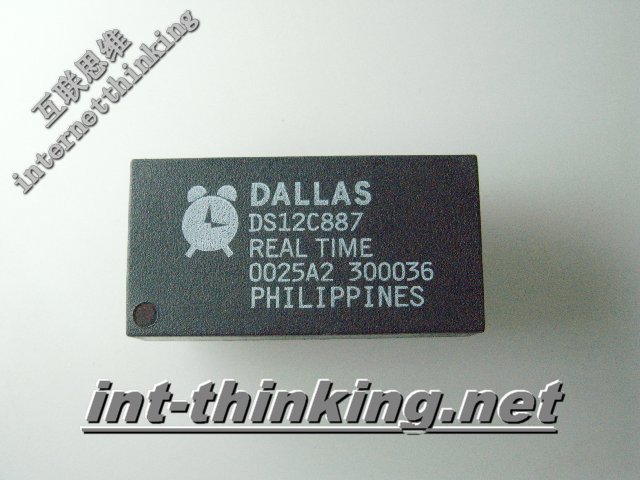 互联思维
internetthinking
DALLAS
DS12C887
REAL TIME
0025A2 300036
PHILIPPINES
int-thinking.net